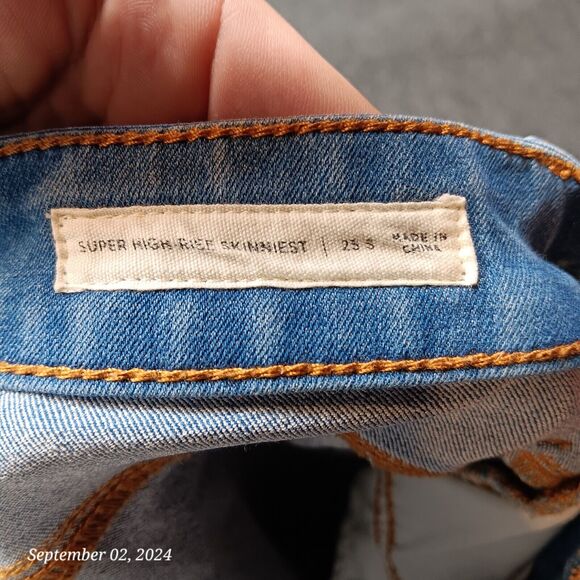 SUPER HIGH-RISE SKINNIEST | 25 S
MADE IN
CHINA
September 02, 2024